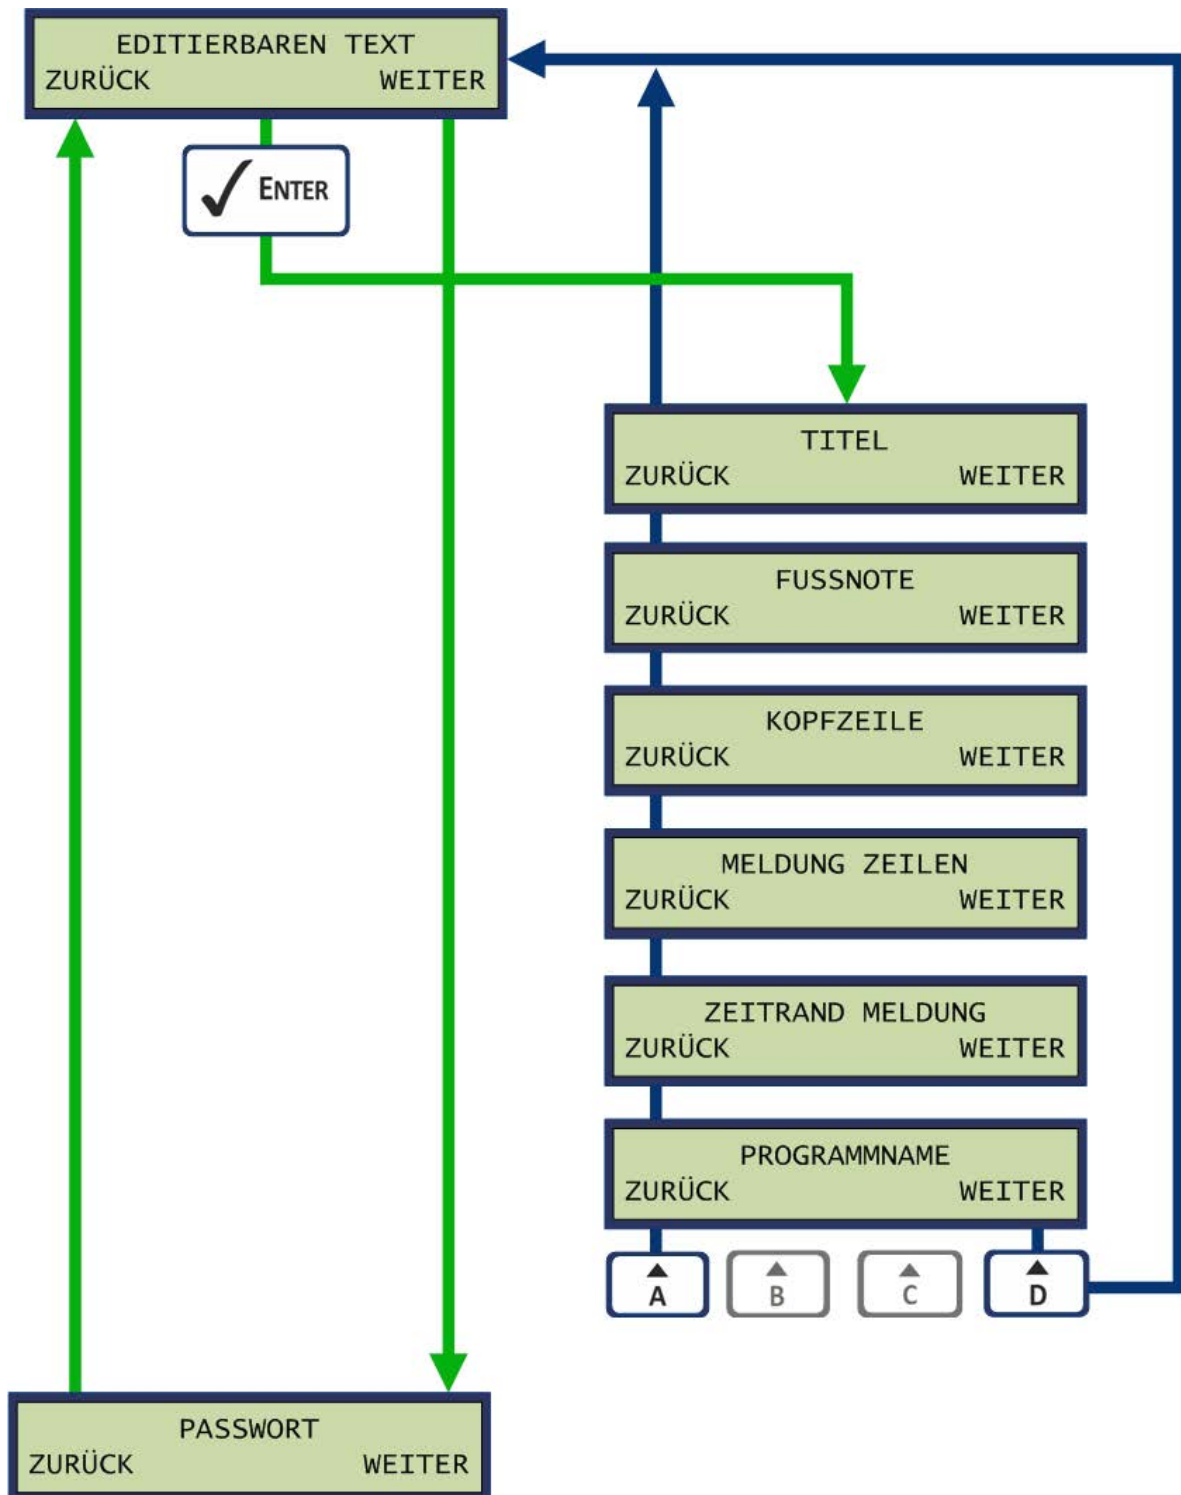 EDITIERBAREN TEXT
ZURÜCK WEITER
ENTER
TITEL
ZURÜCK WEITER
FUSSNOTE
ZURÜCK WEITER
KOPFZEILE
ZURÜCK WEITER
MELDUNG ZEILEN
ZURÜCK WEITER
ZEITRAND MELDUNG
ZURÜCK WEITER
PROGRAMMNAME
ZURÜCK WEITER
A B C D
PASSWORT
ZURÜCK WEITER